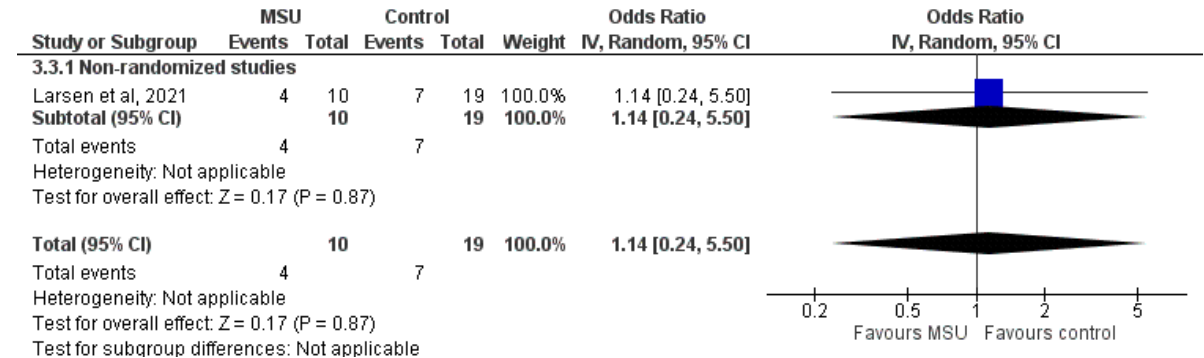 MSU Control Odds Ratio Odds Ratio
Study or Subgroup Events Total Events Total Weight IV, Random, 95% CI IV, Random, 95% CI
3.3.1 Non-randomized studies
Larsen et al, 2021 4 10 7 19 100.0% 1.14 [0.24, 5.50]
Subtotal (95% CI) 10 19 100.0% 1.14 [0.24, 5.50]
Total events 4 7
Heterogeneity: Not applicable
Test for overall effect: Z = 0.17 (P = 0.87)
Total (95% CI) 10 19 100.0% 1.14 [0.24, 5.50]
Total events 4 7
Heterogeneity: Not applicable
Test for overall effect: Z = 0.17 (P = 0.87)
Test for subgroup differences: Not applicable
0.2 0.5 1 2 5
Favours MSU Favours control